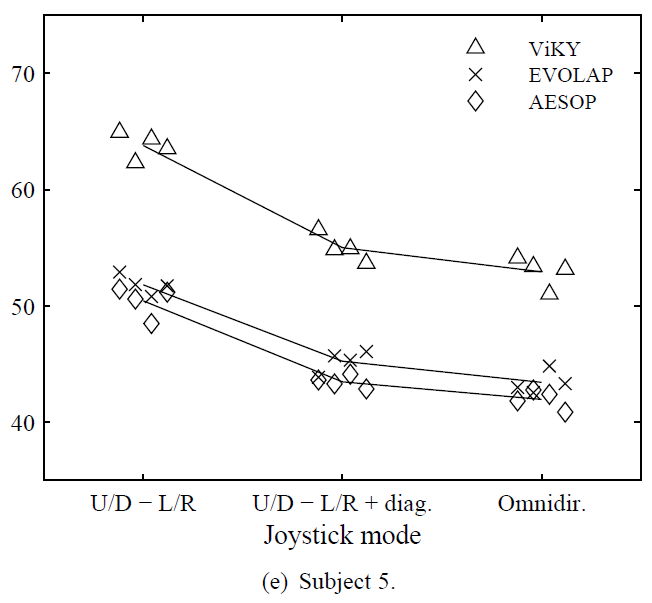 ViKY
EVOLAP
AESOP
70
60
50
40
U/D − L/R
U/D − L/R + diag.
Omnidir.
Joystick mode
(e) Subject 5.